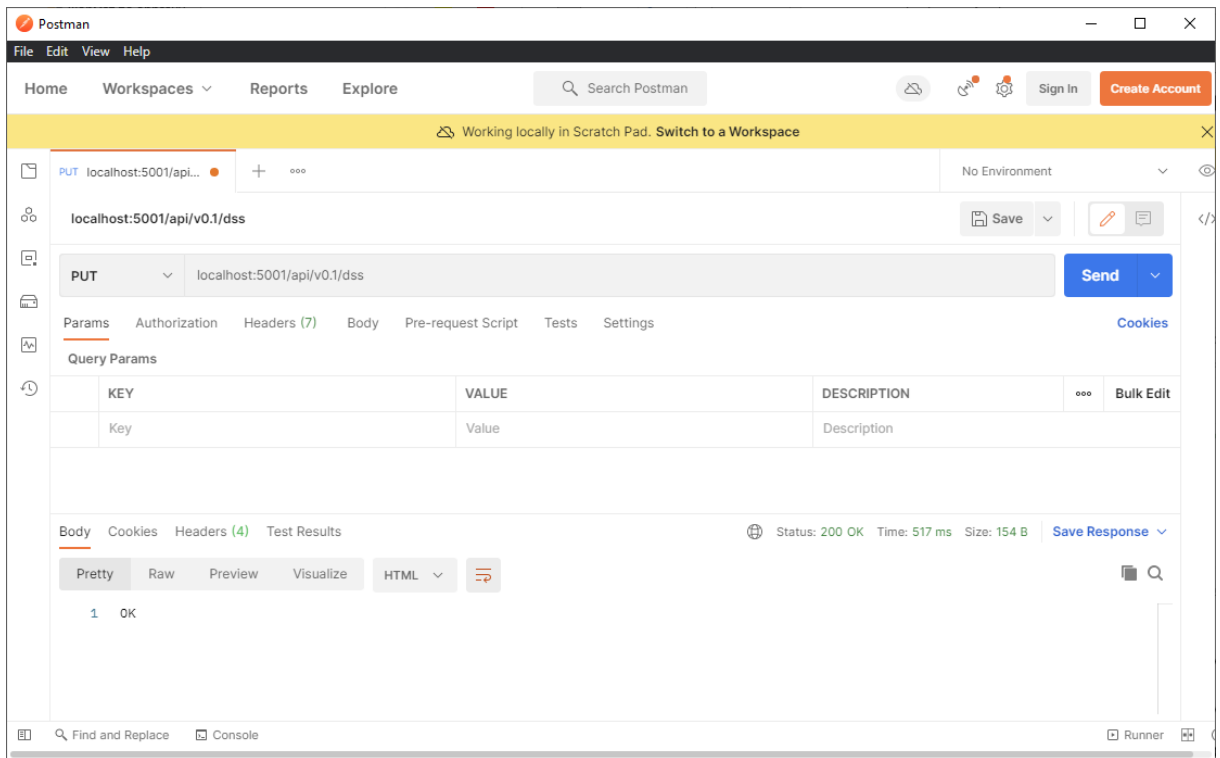 Postman
File Edit View Help
Home Workspaces Reports Explore Search Postman Sign In Create Account
Working locally in Scratch Pad. Switch to a Workspace
PUT localhost:5001/api... No Environment
localhost:5001/api/v0.1/dss Save
PUT localhost:5001/api/v0.1/dss Send
Params Authorization Headers (7) Body Pre-request Script Tests Settings Cookies
Query Params
KEY VALUE DESCRIPTION Bulk Edit
Key Value Description
Body Cookies Headers (4) Test Results Status: 200 OK Time: 517 ms Size: 154 B Save Response
Pretty Raw Preview Visualize HTML
1 OK
Find and Replace Console Runner